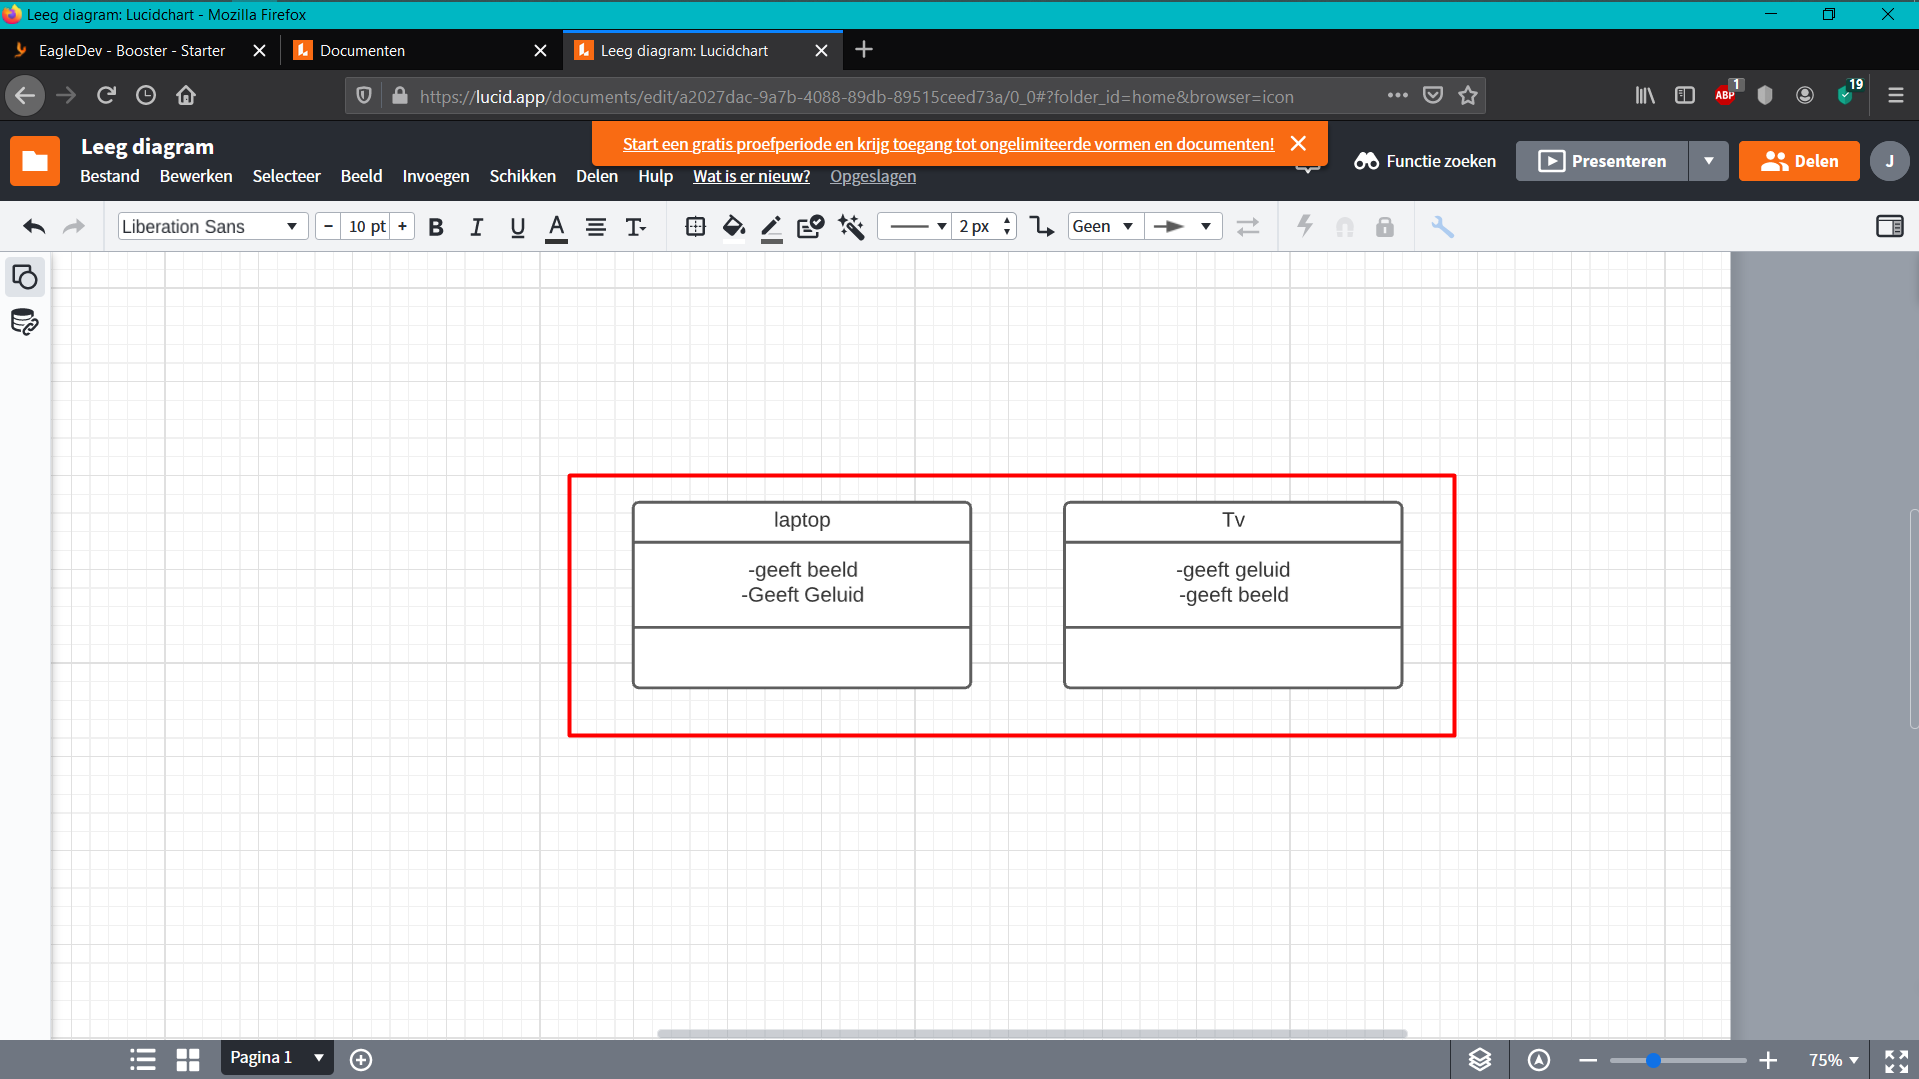 Leeg diagram: Lucidchart - Mozilla Firefox
EagleDev - Booster - Starter
Documenten
Leeg diagram: Lucidchart
https://lucid.app/documents/edit/a2027dac-9a7b-4088-89db-89515ceed73a/0_0#?folder_id=home&browser=icon
ABP
1
19
Leeg diagram
Start een gratis proefperiode en krijg toegang tot ongelimiteerde vormen en documenten!
Functie zoeken
Presenteren
Delen
J
Bestand Bewerken Selecteer Beeld Invoegen Schikken Delen Hulp Wat is er nieuw? Opgeslagen
Liberation Sans - 10 pt + B I U A T 2 px Geen
laptop
-geeft beeld
-Geeft Geluid
Tv
-geeft geluid
-geeft beeld
Pagina 1
75%